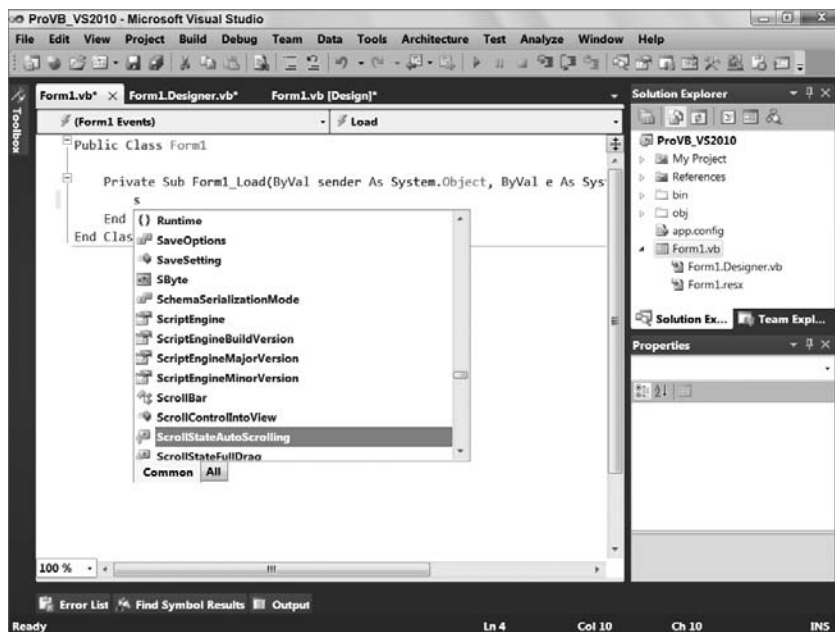 ProVB_VS2010 - Microsoft Visual Studio
File Edit View Project Build Debug Team Data Tools Architecture Test Analyze Window Help
Toolbox
Form1.vb* Form1.Designer.vb* Form1.vb [Design]*
(Form1 Events) Load
Public Class Form1
Private Sub Form1_Load(ByVal sender As System.Object, ByVal e As Sys
s
End
End Clas
{} Runtime
SaveOptions
SaveSetting
SByte
SchemaSerializationMode
ScriptEngine
ScriptEngineBuildVersion
ScriptEngineMajorVersion
ScriptEngineMinorVersion
ScrollBar
ScrollControlIntoView
ScrollStateAutoScrolling
ScrollStateFullDrag
Common All
100 %
Solution Explorer
ProVB_VS2010
My Project
References
bin
obj
app.config
Form1.vb
Form1.Designer.vb
Form1.resx
Solution Ex... Team Expl...
Properties
Error List Find Symbol Results Output
Ready Ln 4 Col 10 Ch 10 INS